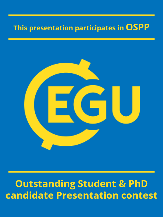 This presentation participates in OSPP
EGU
Outstanding Student & PhD
candidate Presentation contest